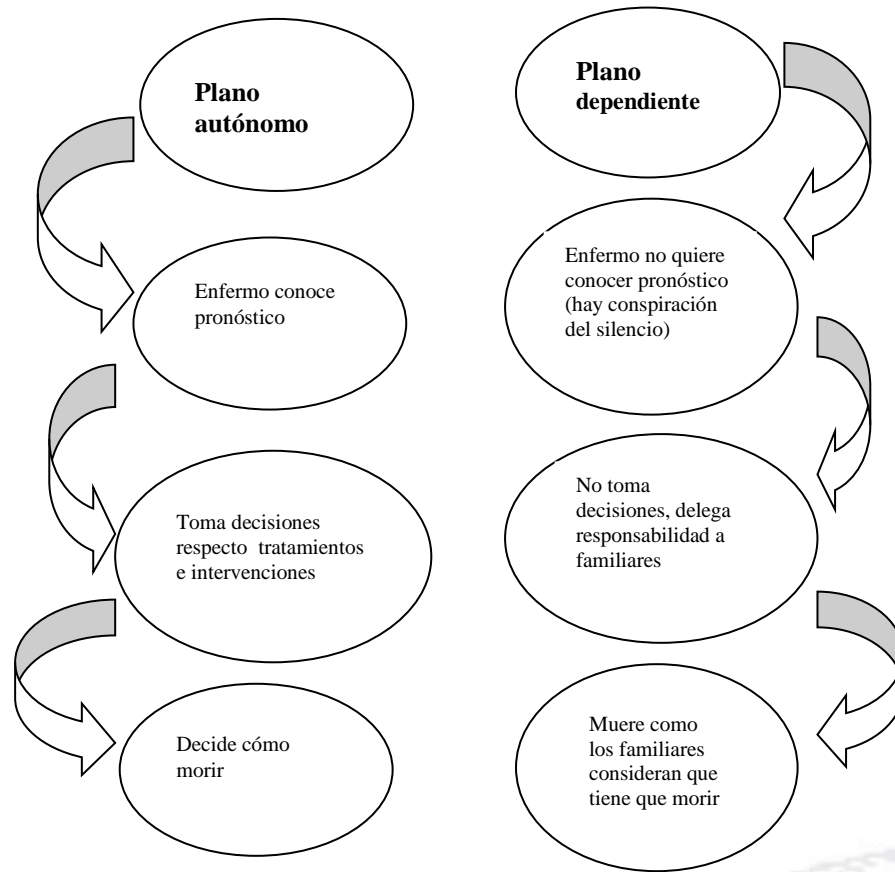 Plano
autónomo
Enfermo conoce
pronóstico
Toma decisiones
respecto tratamientos
e intervenciones
Decide cómo
morir
Plano
dependiente
Enfermo no quiere
conocer pronóstico
(hay conspiración
del silencio)
No toma
decisiones, delega
responsabilidad a
familiares
Muere como
los familiares
consideran que
tiene que morir